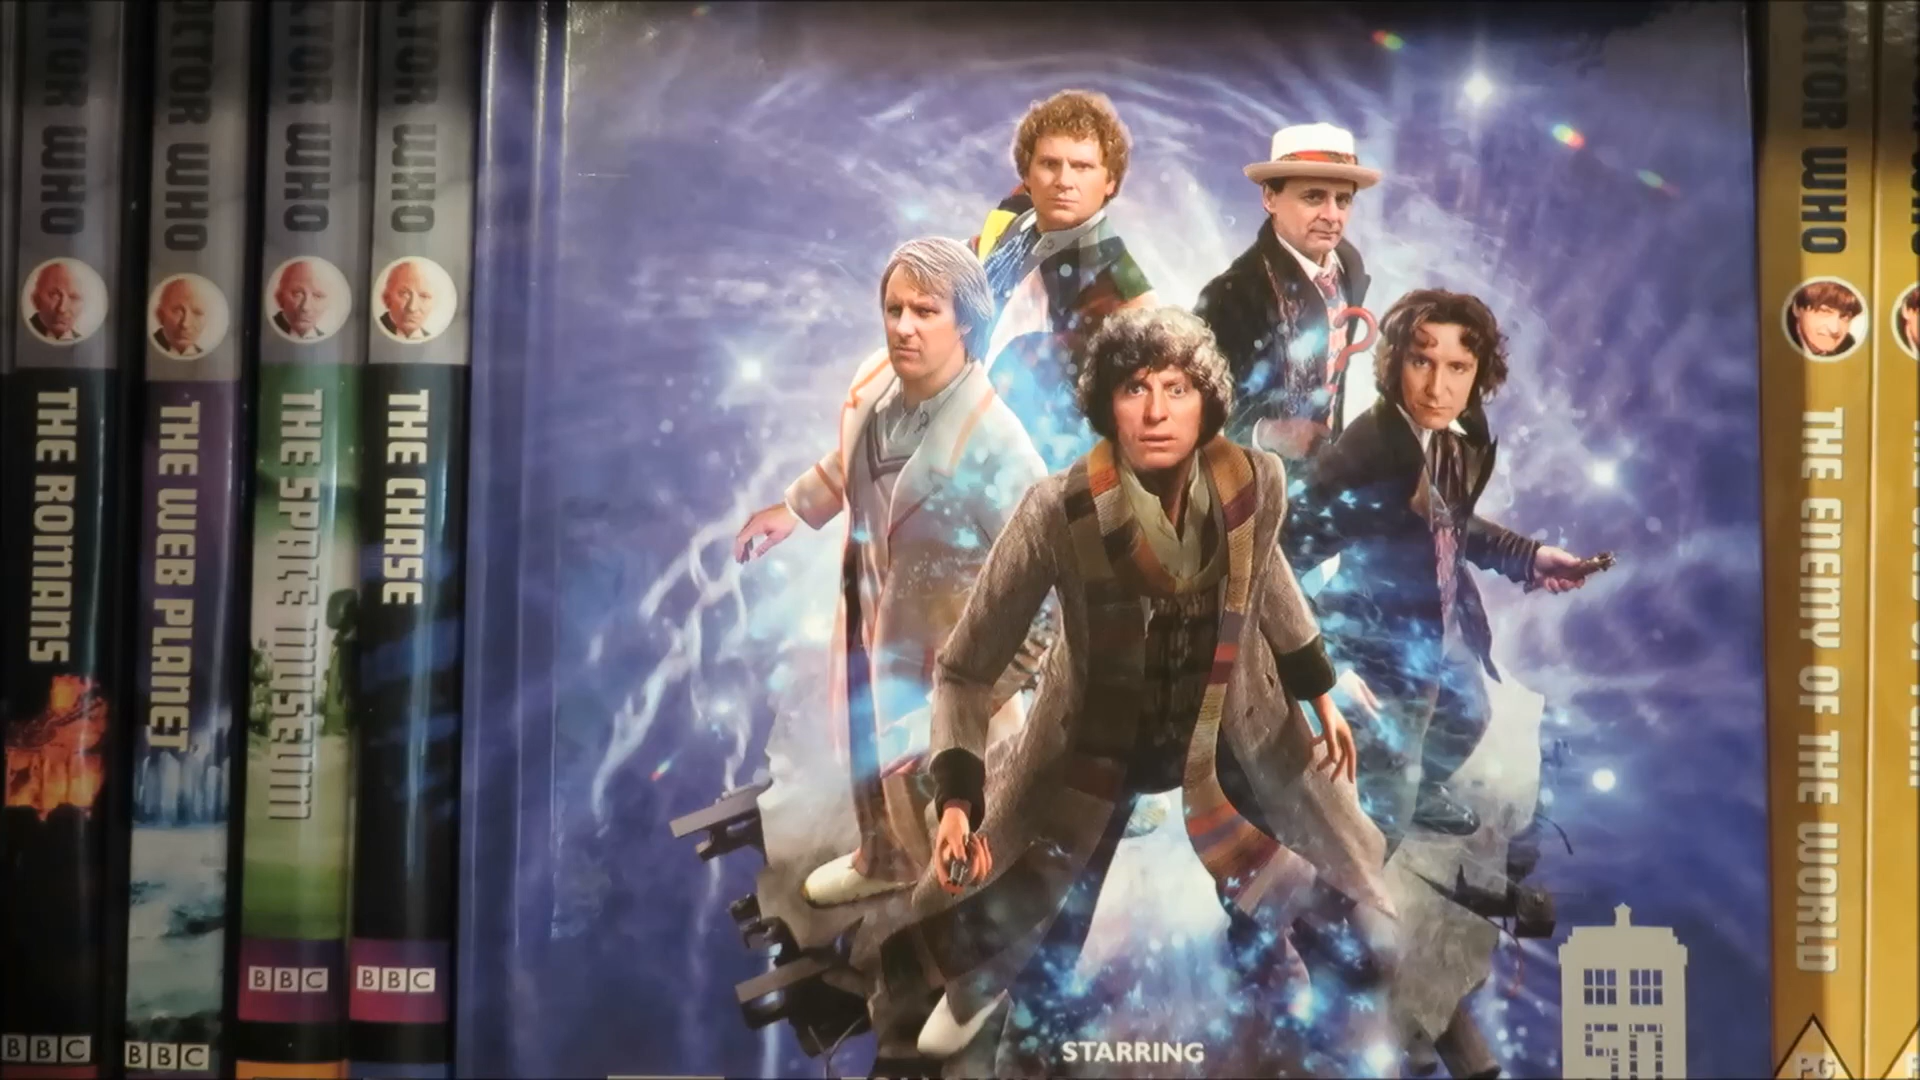 DOCTOR WHO
THE ROMANS
BBC
DOCTOR WHO
THE WEB PLANET
BBC
DOCTOR WHO
THE SPACE MUSEUM
BBC
DOCTOR WHO
THE CHASE
BBC
STARRING
50
DOCTOR WHO
THE ENEMY OF THE WORLD
PG